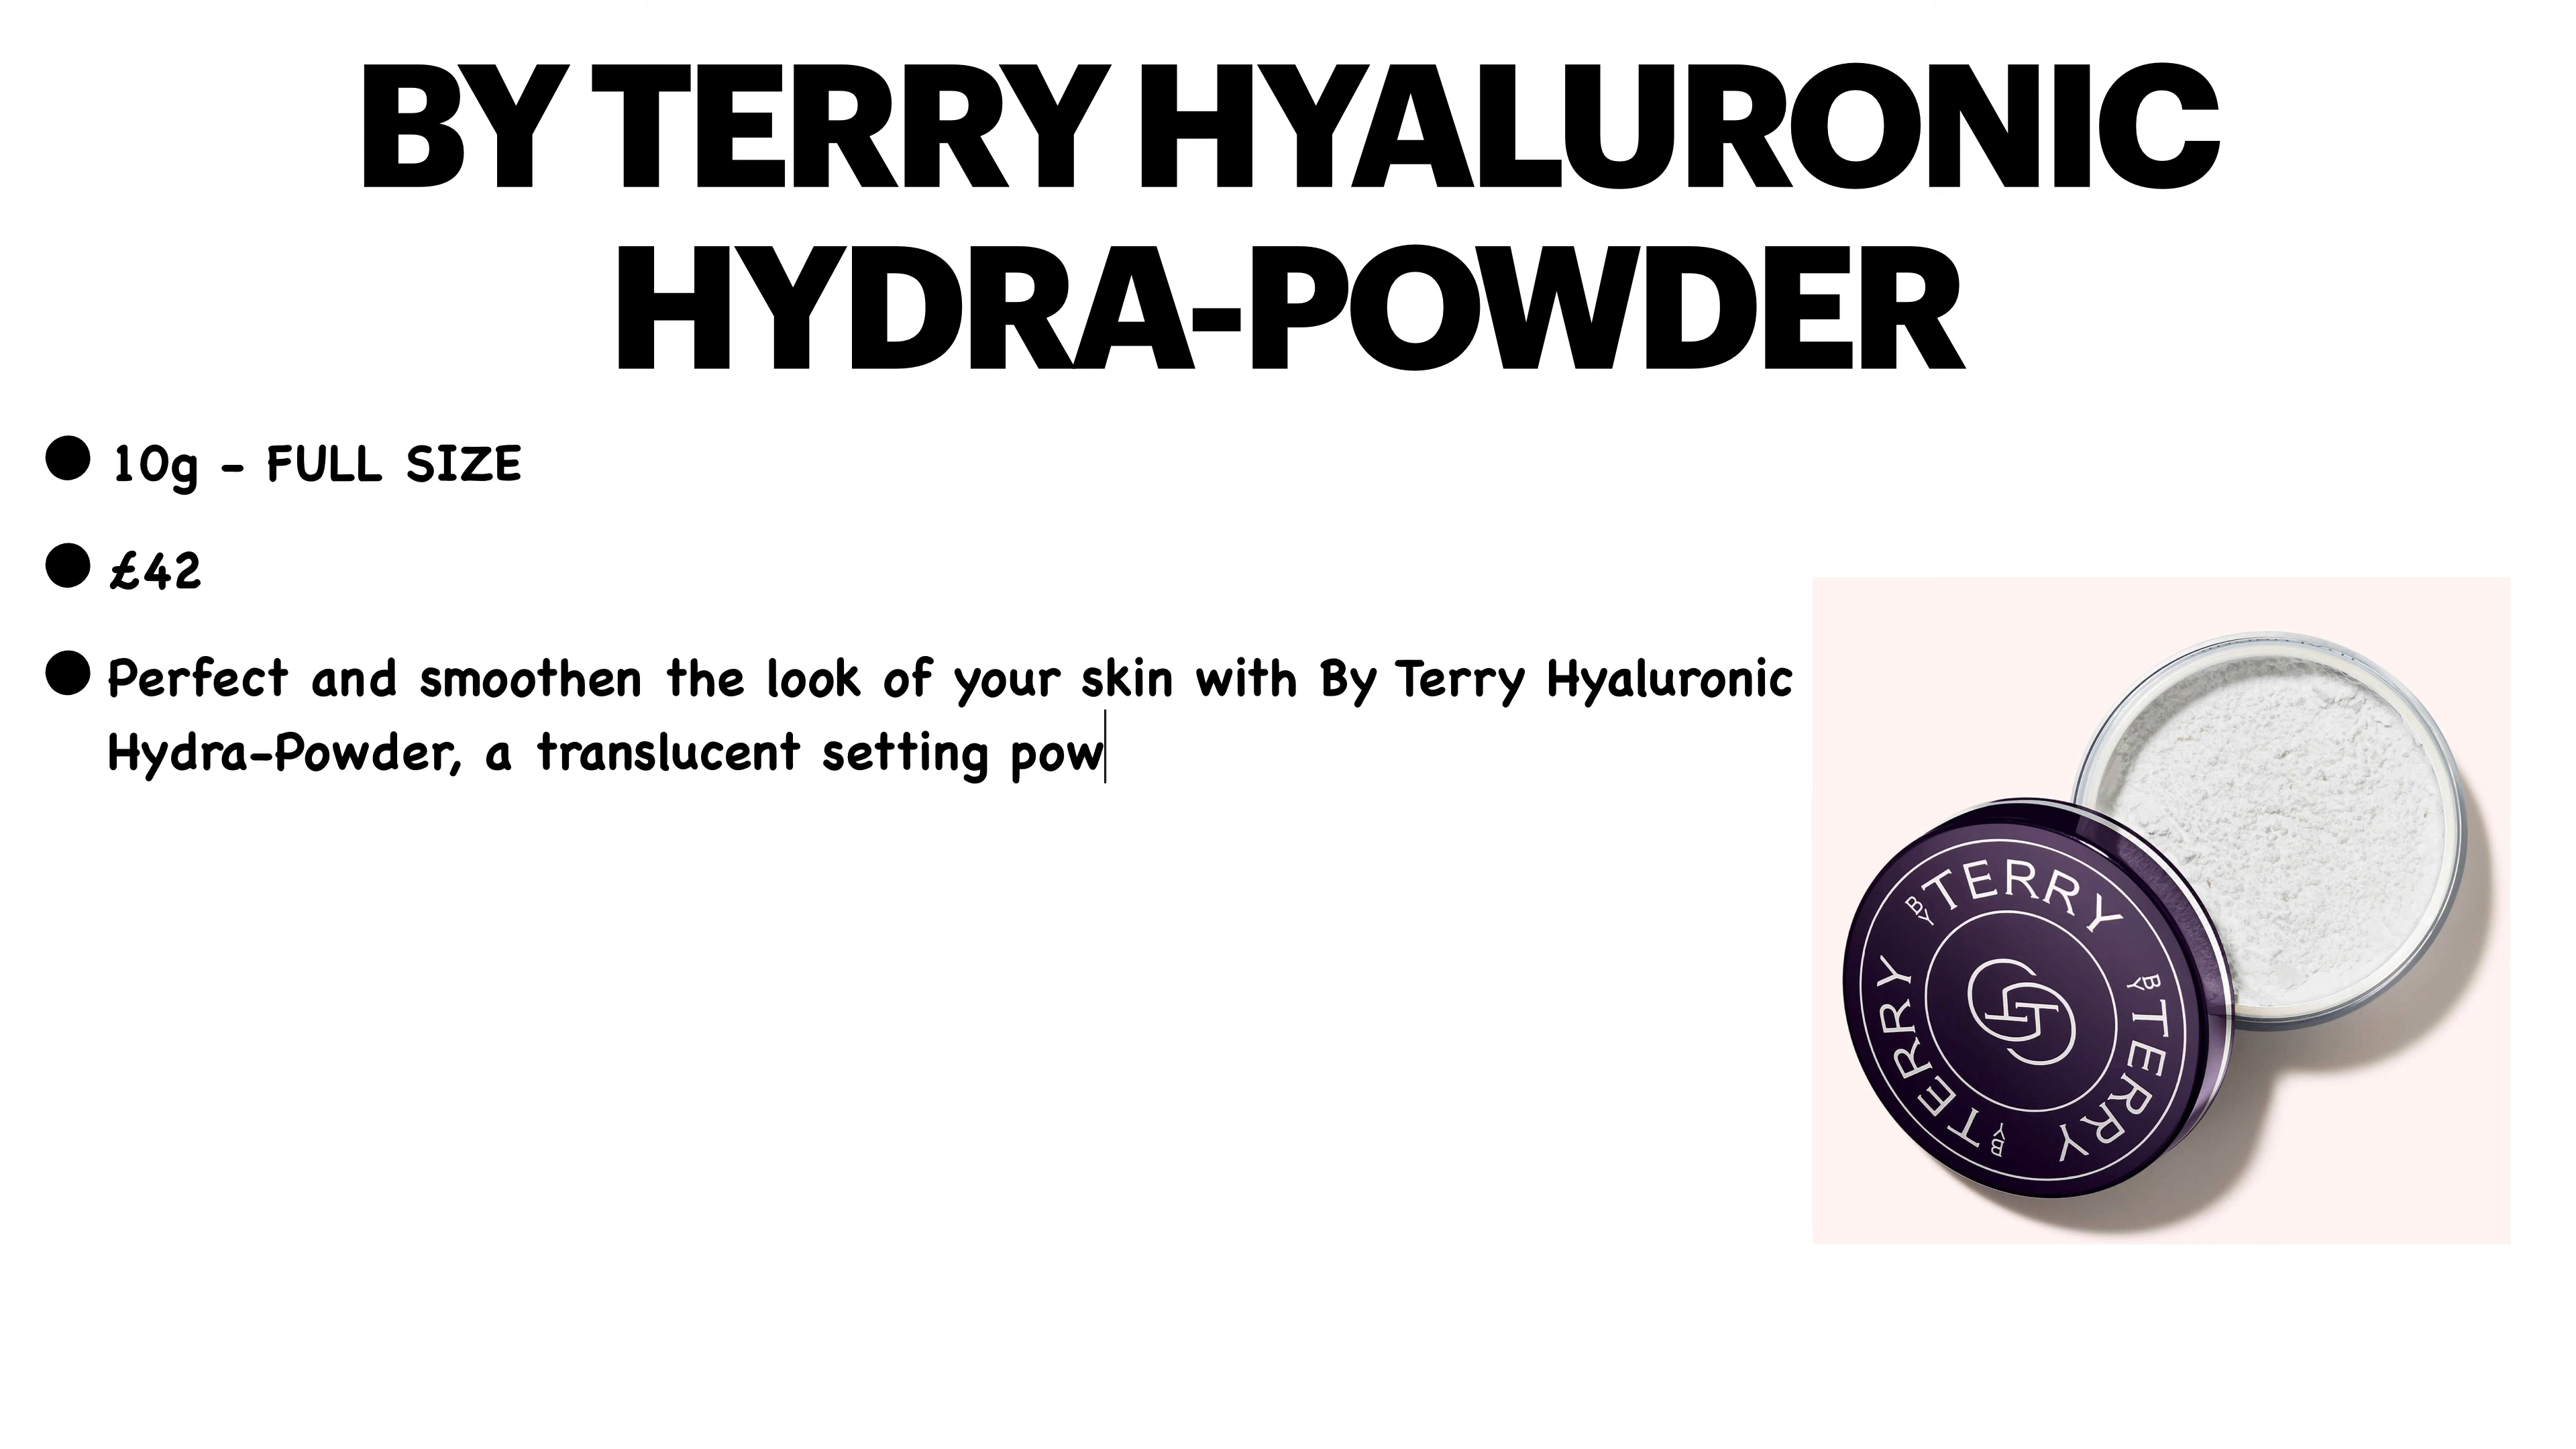 BY TERRY HYALURONIC
HYDRA-POWDER
10g - FULL SIZE
£42
Perfect and smoothen the look of your skin with By Terry Hyaluronic
Hydra-Powder, a translucent setting pow
BY TERRY
BY TERRY
BY TERRY